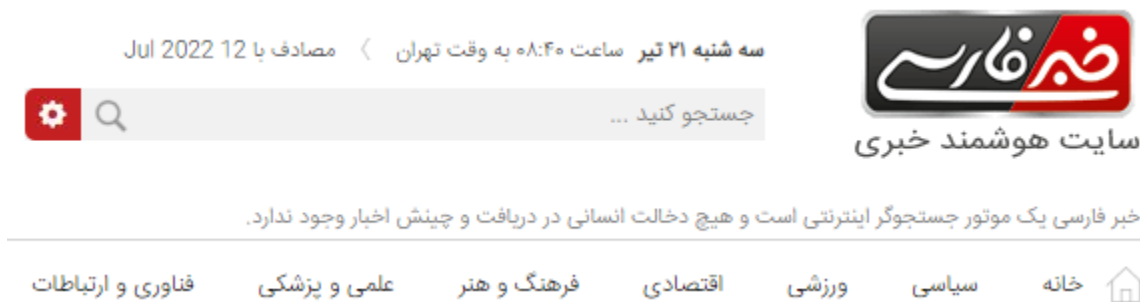 خبر فارسی
سایت هوشمند خبری
سه شنبه ۲۱ تیر ساعت ۰۸:۴۰ به وقت تهران 〉 مصادف با 12 Jul 2022
جستجو کنید ...
خبر فارسی یک موتور جستجوگر اینترنتی است و هیچ دخالت انسانی در دریافت و چینش اخبار وجود ندارد.
خانه سیاسی ورزشی اقتصادی فرهنگ و هنر علمی و پزشکی فناوری و ارتباطات